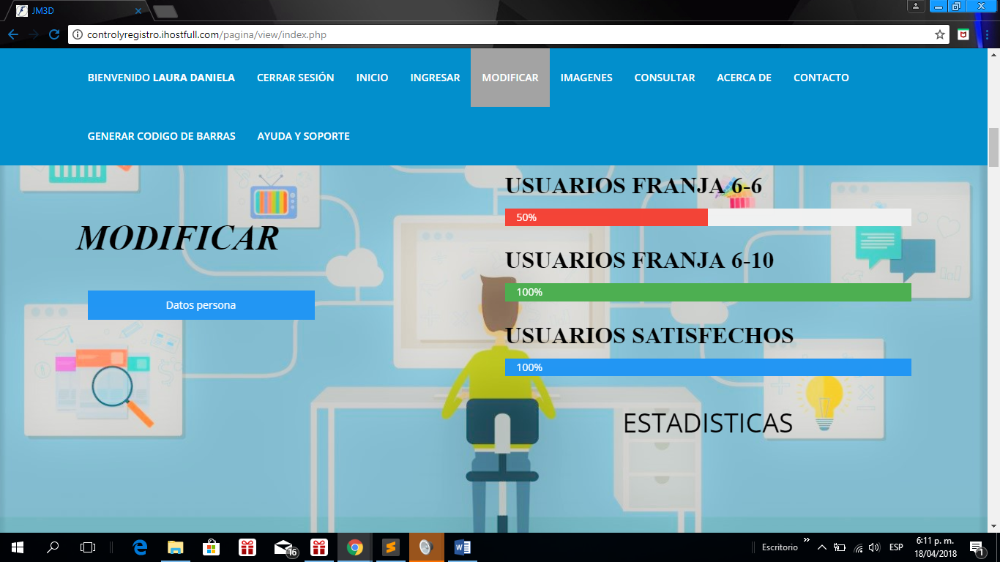 JM3D
controlyregistro.ihostfull.com/pagina/view/index.php
BIENVENIDO LAURA DANIELA CERRAR SESIÓN INICIO INGRESAR MODIFICAR IMAGENES CONSULTAR ACERCA DE CONTACTO
GENERAR CODIGO DE BARRAS AYUDA Y SOPORTE
MODIFICAR
Datos persona
USUARIOS FRANJA 6-6
50%
USUARIOS FRANJA 6-10
100%
USUARIOS SATISFECHOS
100%
ESTADISTICAS
16
Escritorio
ESP
6:11 p. m.
18/04/2018
1